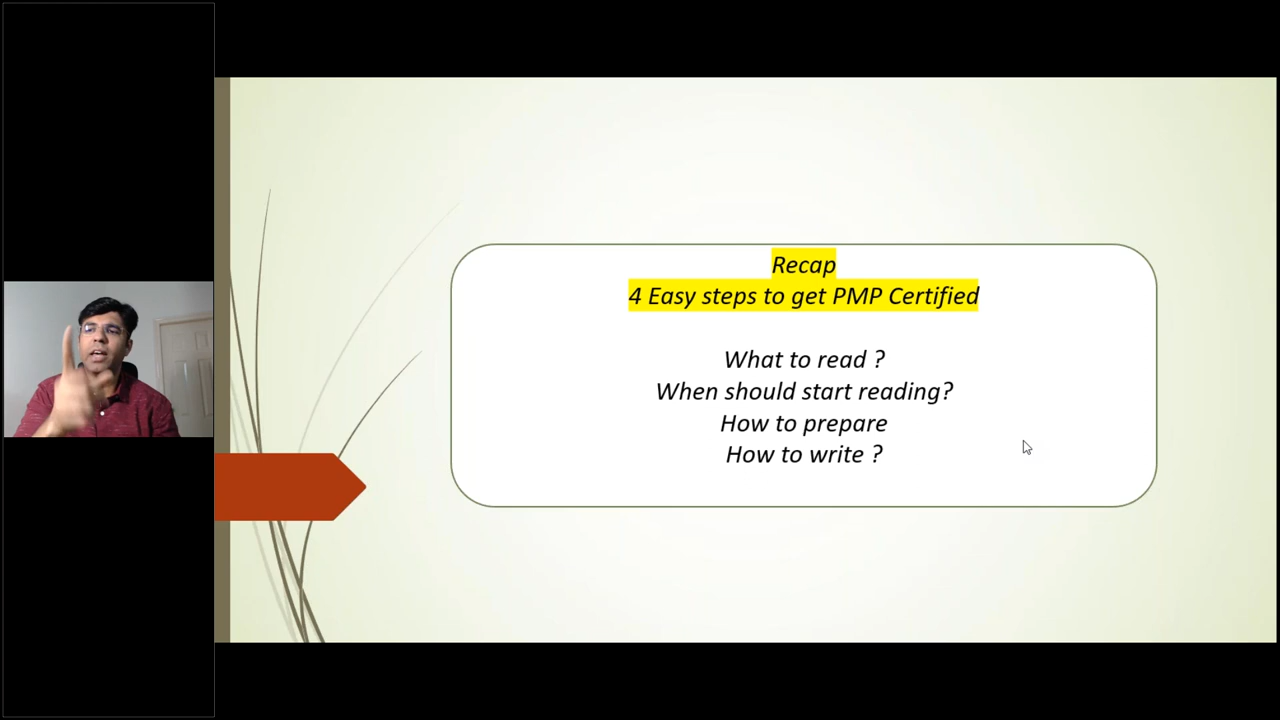 Recap
4 Easy steps to get PMP Certified
What to read ?
When should start reading?
How to prepare
How to write ?